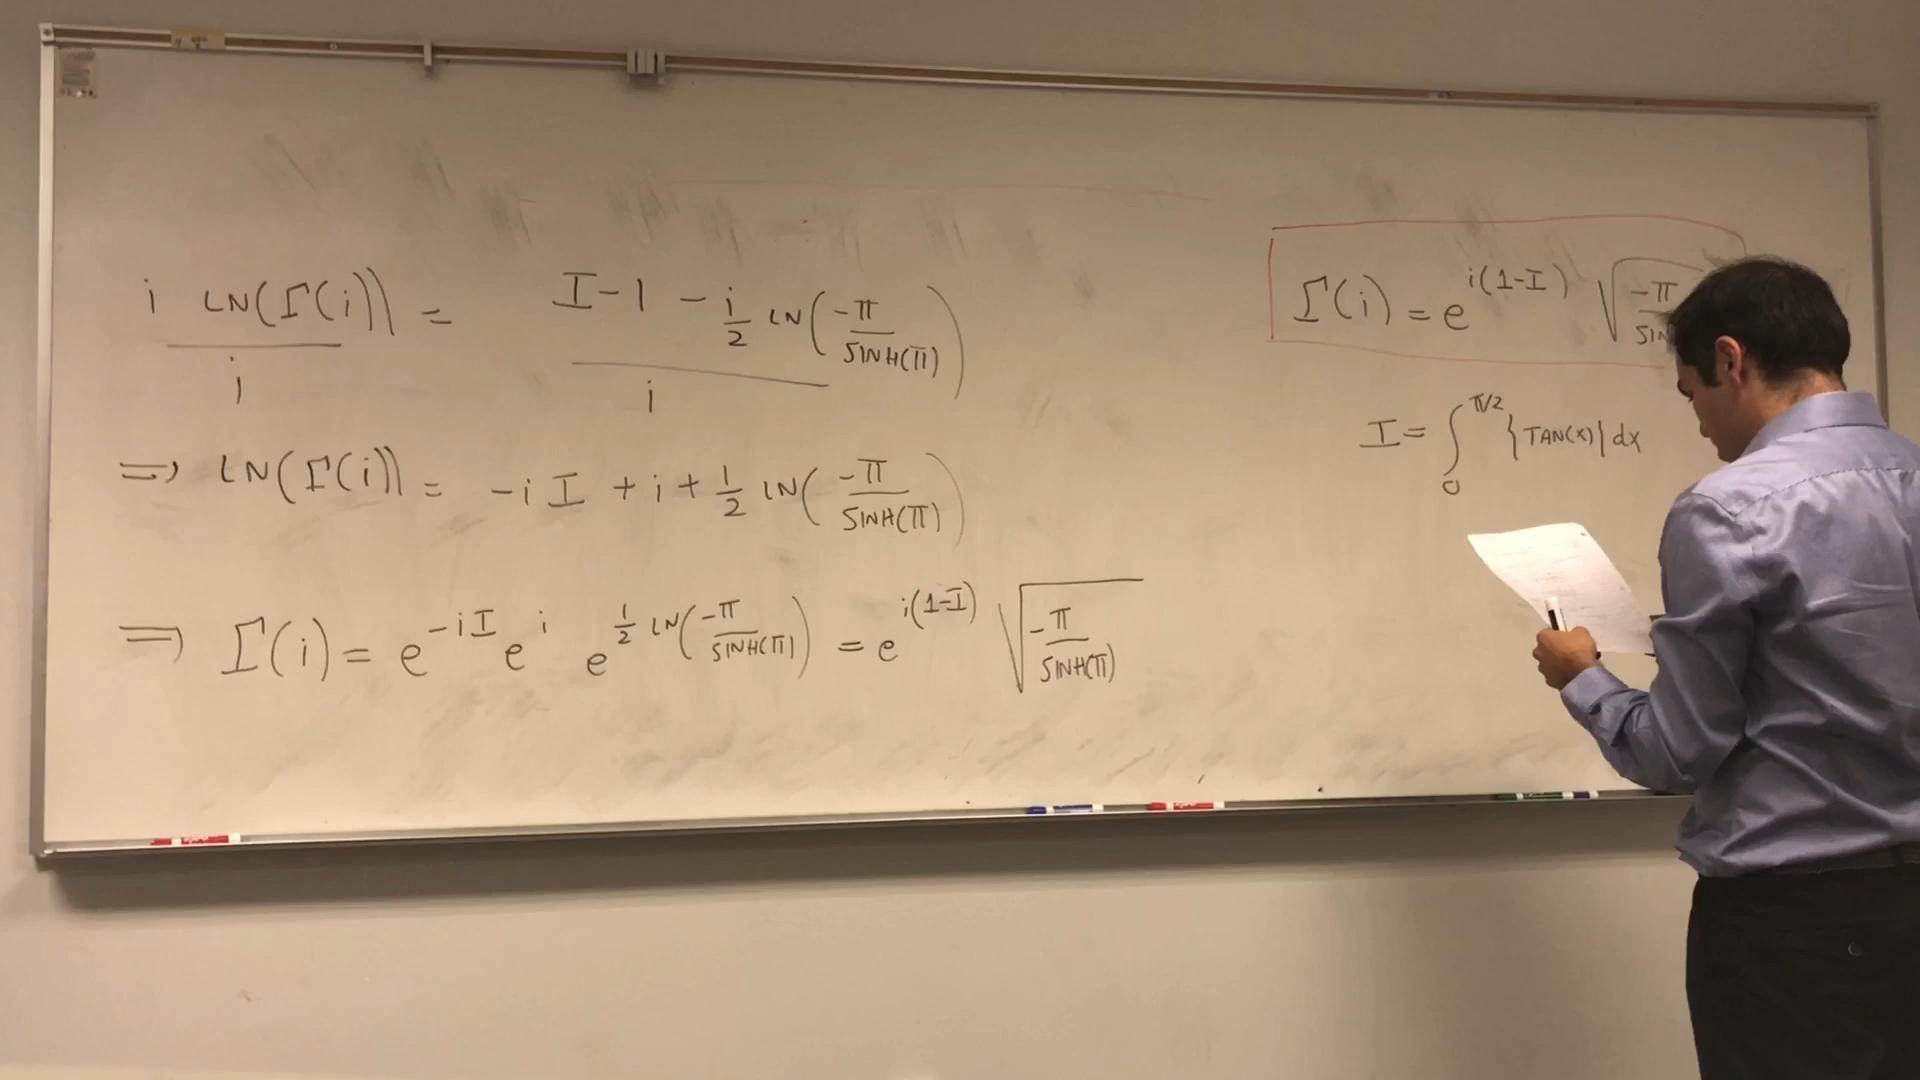 i LN(Γ(i)) / i = I-1 - i/2 LN(-π/SINH(π)) / i
⇒ LN(Γ(i)) = -i I + i + 1/2 LN(-π/SINH(π))
⇒ Γ(i) = e^{-iI} e^{i} e^{1/2 LN(-π/SINH(π))} = e^{i(1-I)} √(-π/SINH(π))
Γ(i) = e^{i(1-I)} √(-π/SIN
I = ∫_0^{π/2} {TAN(x)} dx